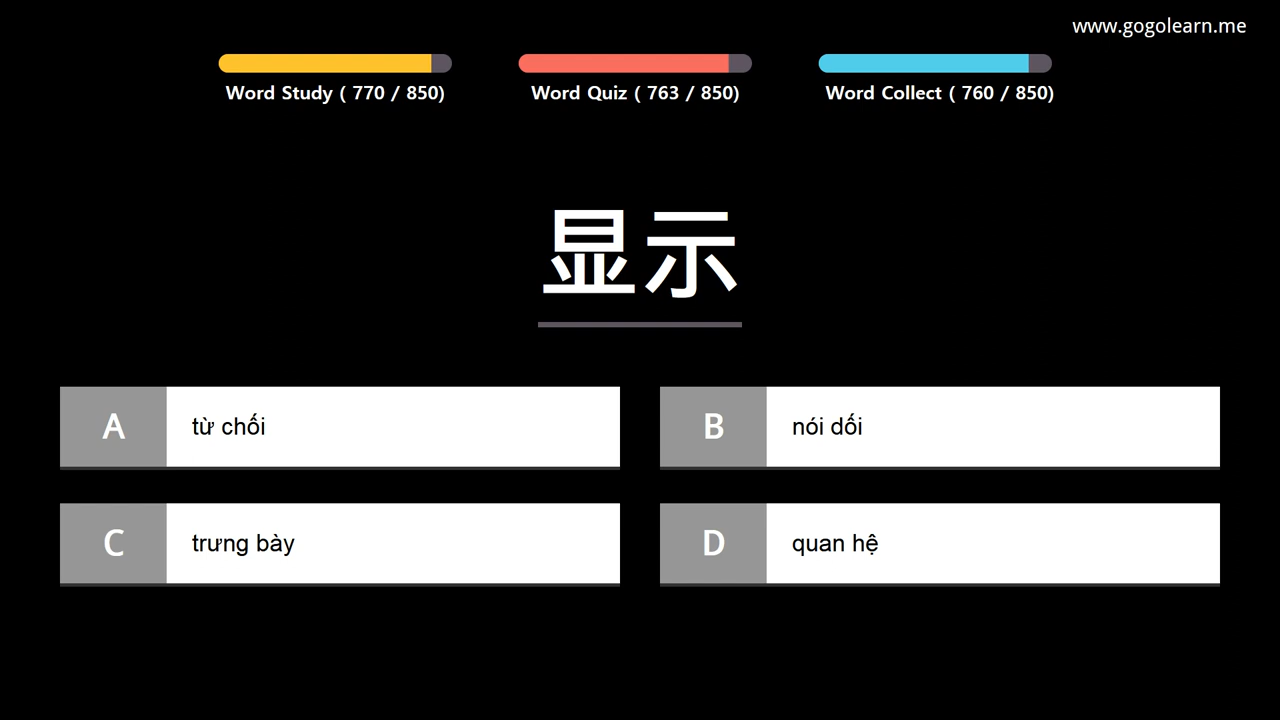 www.gogolearn.me
Word Study ( 770 / 850)
Word Quiz ( 763 / 850)
Word Collect ( 760 / 850)
显示
A từ chối
B nói dối
C trưng bày
D quan hệ